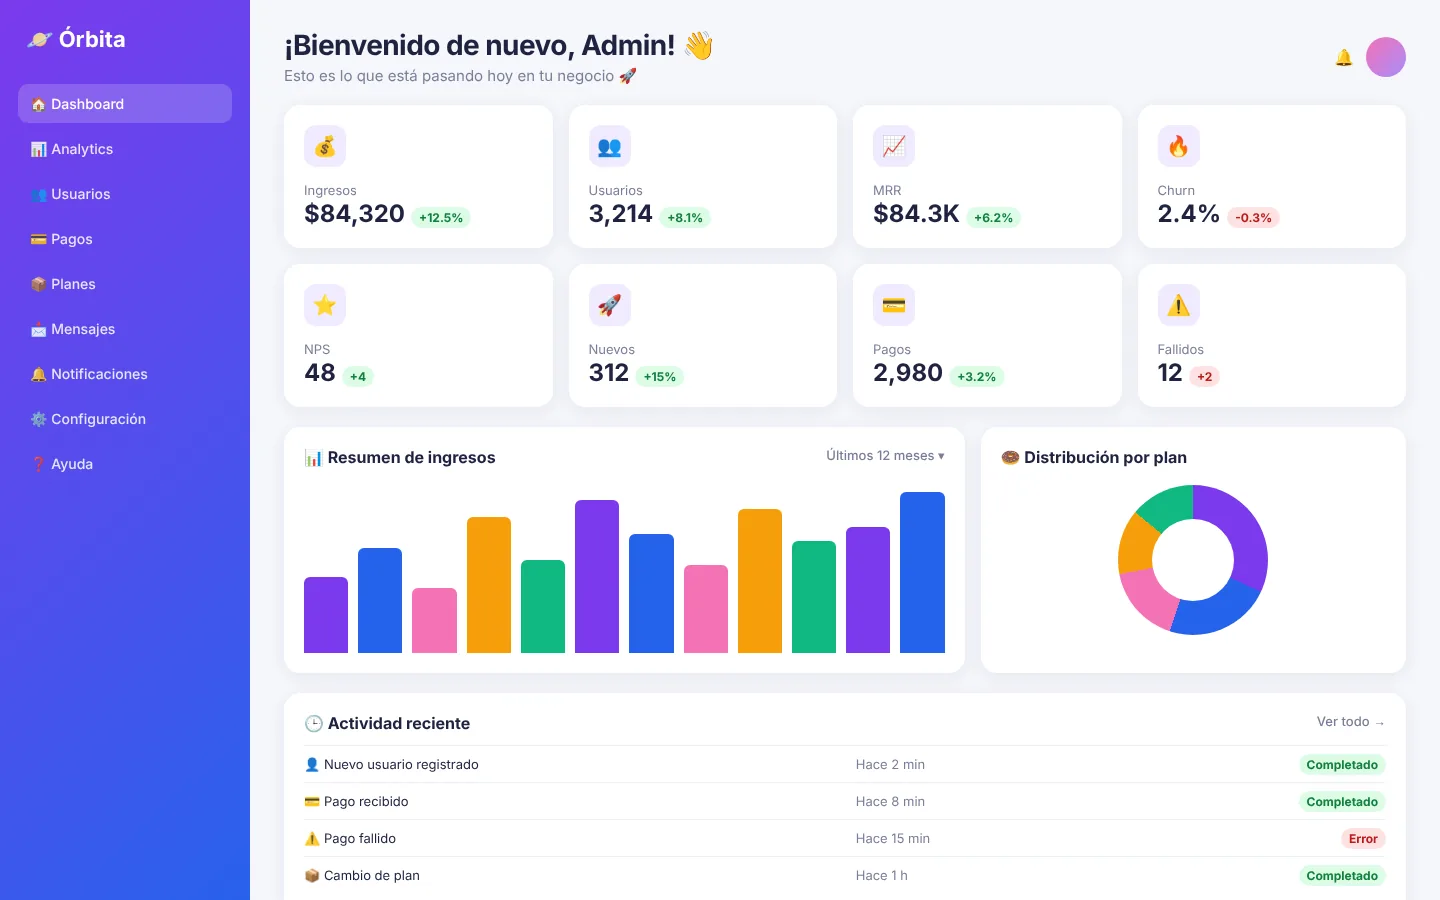 🪐 Órbita
🏠 Dashboard
📊 Analytics
👥 Usuarios
💳 Pagos
📦 Planes
📩 Mensajes
🔔 Notificaciones
⚙️ Configuración
❓ Ayuda
¡Bienvenido de nuevo, Admin! 👋
Esto es lo que está pasando hoy en tu negocio 🚀
Ingresos
$84,320 +12.5%
Usuarios
3,214 +8.1%
MRR
$84.3K +6.2%
Churn
2.4% -0.3%
NPS
48 +4
Nuevos
312 +15%
Pagos
2,980 +3.2%
Fallidos
12 +2
📊 Resumen de ingresos
Últimos 12 meses ▾
🍩 Distribución por plan
🕒 Actividad reciente
Ver todo →
👤 Nuevo usuario registrado Hace 2 min Completado
💳 Pago recibido Hace 8 min Completado
⚠️ Pago fallido Hace 15 min Error
📦 Cambio de plan Hace 1 h Completado